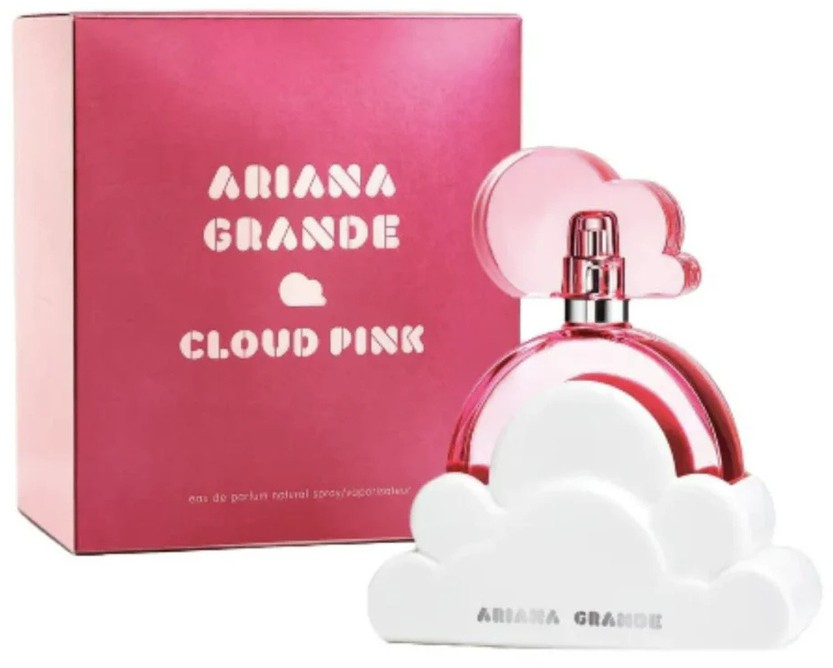 ARIANA
GRANDE
CLOUD PINK
eau de parfum natural spray/vaporisateur
ARIANA GRANDE